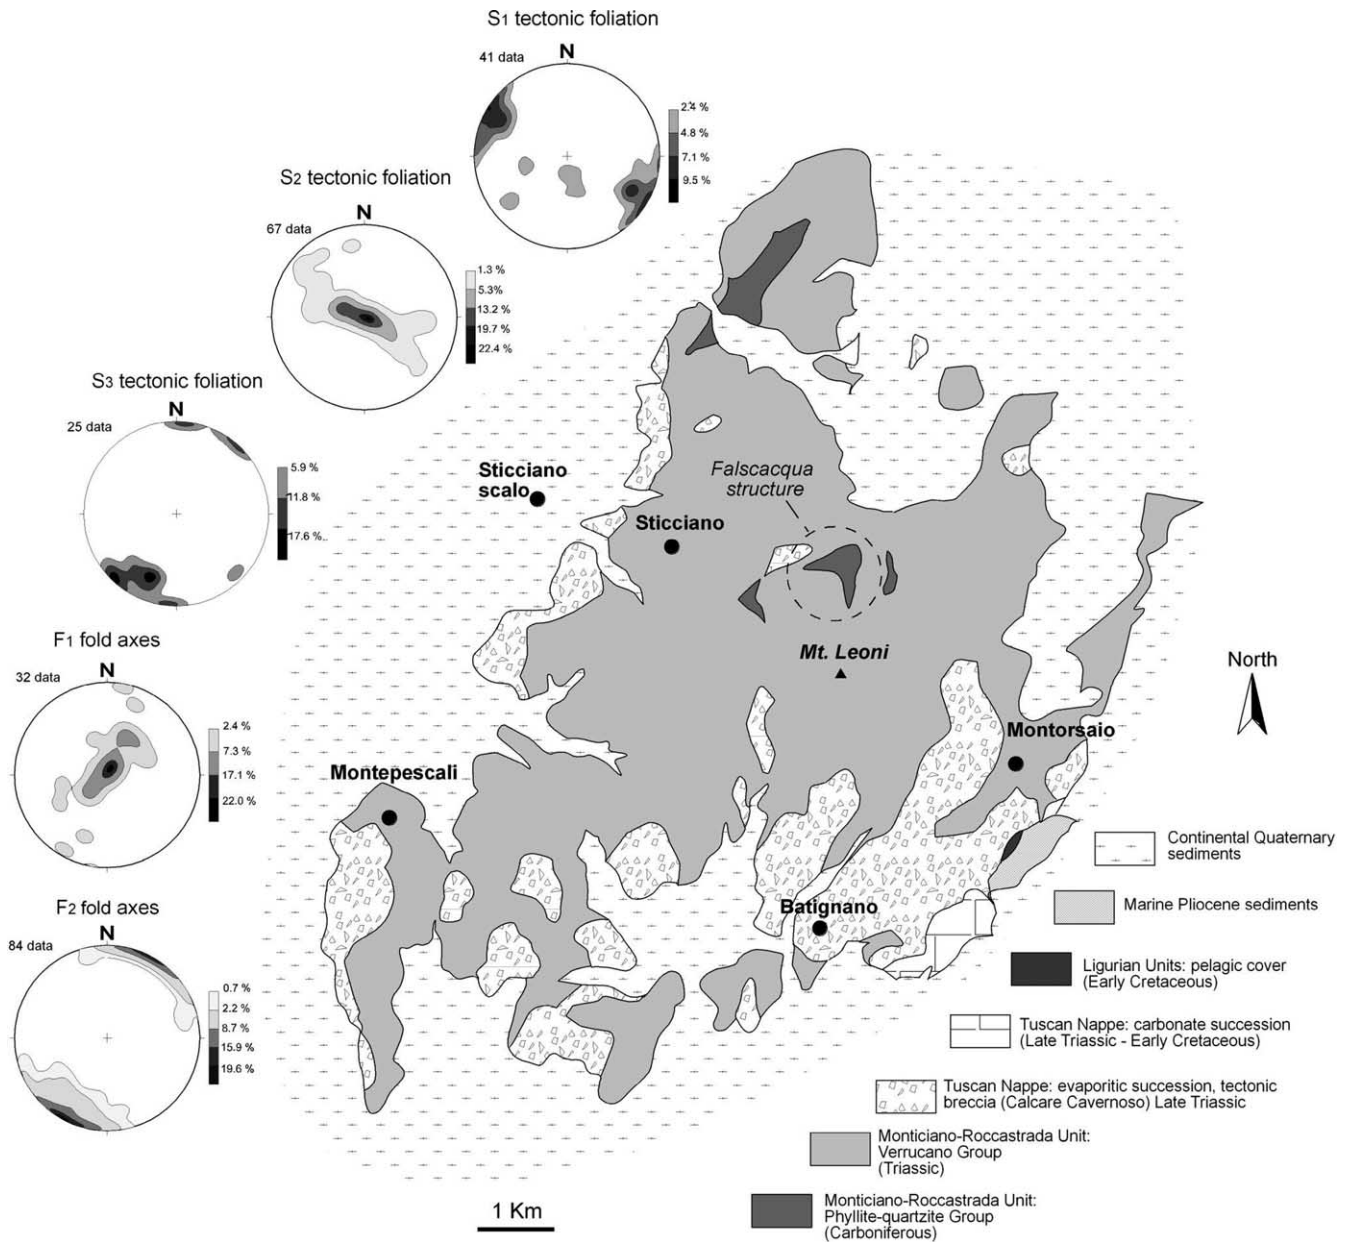 S1 tectonic foliation
N
41 data
2.4 %
4.8 %
7.1 %
9.5 %
S2 tectonic foliation
N
67 data
1.3 %
5.3%
13.2 %
19.7 %
22.4 %
S3 tectonic foliation
N
25 data
5.9 %
11.8 %
17.6 %
F1 fold axes
N
32 data
2.4 %
7.3 %
17.1 %
22.0 %
F2 fold axes
N
84 data
0.7 %
2.2 %
8.7 %
15.9 %
19.6 %
Sticciano
scalo
Sticciano
Falscacqua
structure
Mt. Leoni
Montorsaio
Montepescali
Batignano
North
Continental Quaternary
sediments
Marine Pliocene sediments
Ligurian Units: pelagic cover
(Early Cretaceous)
Tuscan Nappe: carbonate succession
(Late Triassic - Early Cretaceous)
Tuscan Nappe: evaporitic succession, tectonic
breccia (Calcare Cavernoso) Late Triassic
Monticiano-Roccastrada Unit:
Verrucano Group
(Triassic)
Monticiano-Roccastrada Unit:
Phyllite-quartzite Group
(Carboniferous)
1 Km